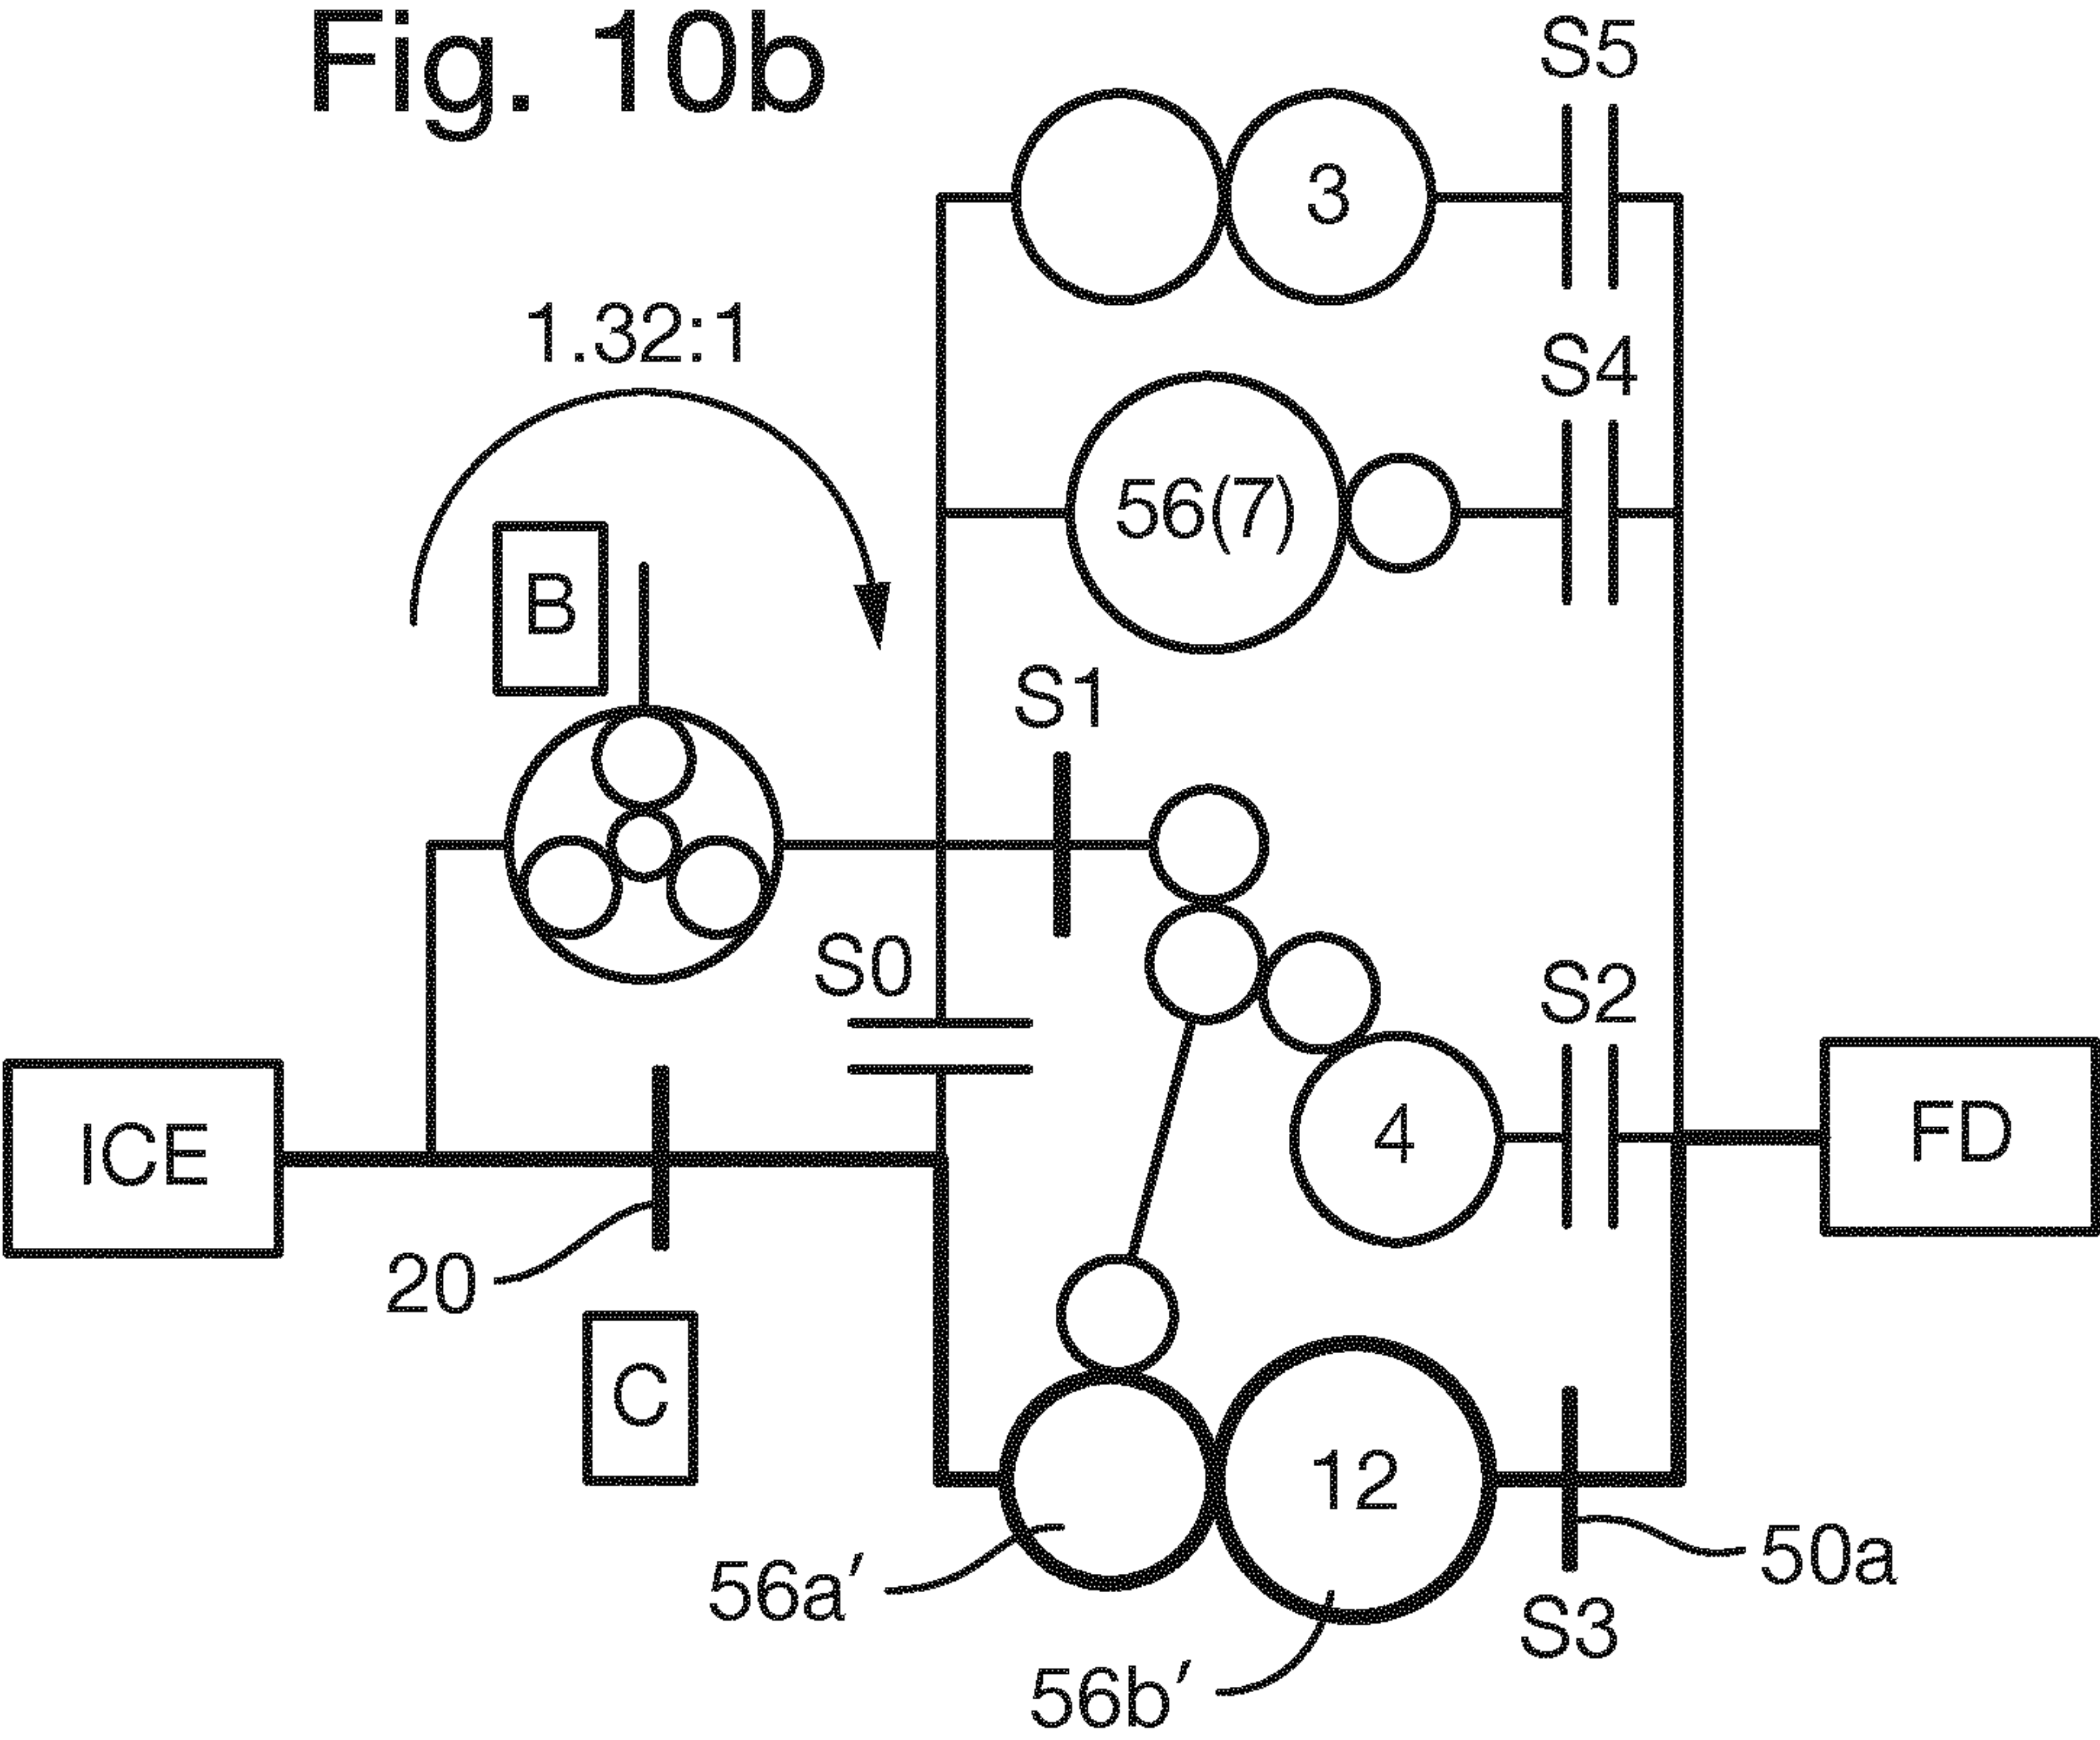 Fig. 10b
S5
3
1.32:1
S4
56(7)
B
S1
S0
S2
ICE
4
FD
20
C
12
56a′
50a
S3
56b′